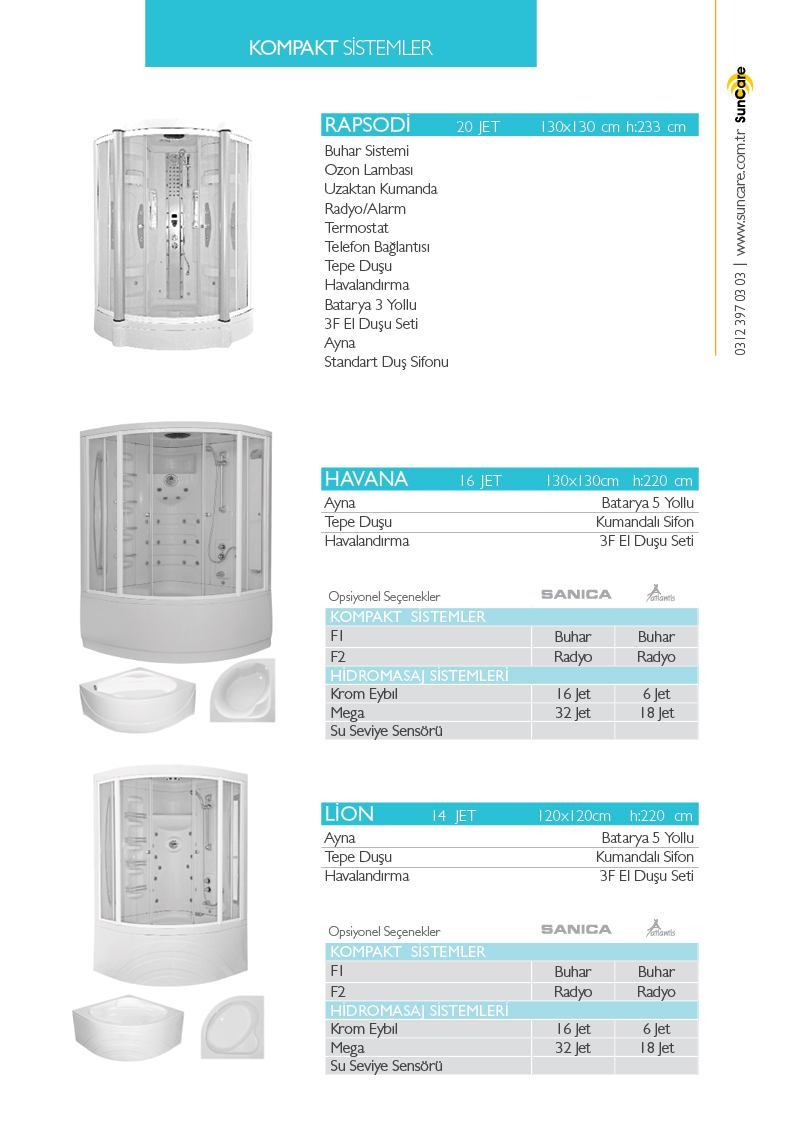 KOMPAKT SİSTEMLER
RAPSODİ 20 JET 130x130 cm h:233 cm
Buhar Sistemi
Ozon Lambası
Uzaktan Kumanda
Radyo/Alarm
Termostat
Telefon Bağlantısı
Tepe Duşu
Havalandırma
Batarya 3 Yollu
3F El Duşu Seti
Ayna
Standart Duş Sifonu
HAVANA 16 JET 130x130cm h:220 cm
Ayna Batarya 5 Yollu
Tepe Duşu Kumandalı Sifon
Havalandırma 3F El Duşu Seti
Opsiyonel Seçenekler SANICA atlantis
KOMPAKT SİSTEMLER
F1 Buhar Buhar
F2 Radyo Radyo
HİDROMASAJ SİSTEMLERİ
Krom Eybıl 16 Jet 6 Jet
Mega 32 Jet 18 Jet
Su Seviye Sensörü
LİON 14 JET 120x120cm h:220 cm
Ayna Batarya 5 Yollu
Tepe Duşu Kumandalı Sifon
Havalandırma 3F El Duşu Seti
Opsiyonel Seçenekler SANICA atlantis
KOMPAKT SİSTEMLER
F1 Buhar Buhar
F2 Radyo Radyo
HİDROMASAJ SİSTEMLERİ
Krom Eybıl 16 Jet 6 Jet
Mega 32 Jet 18 Jet
Su Seviye Sensörü
0312 397 03 03 | www.suncare.com.tr SunCare